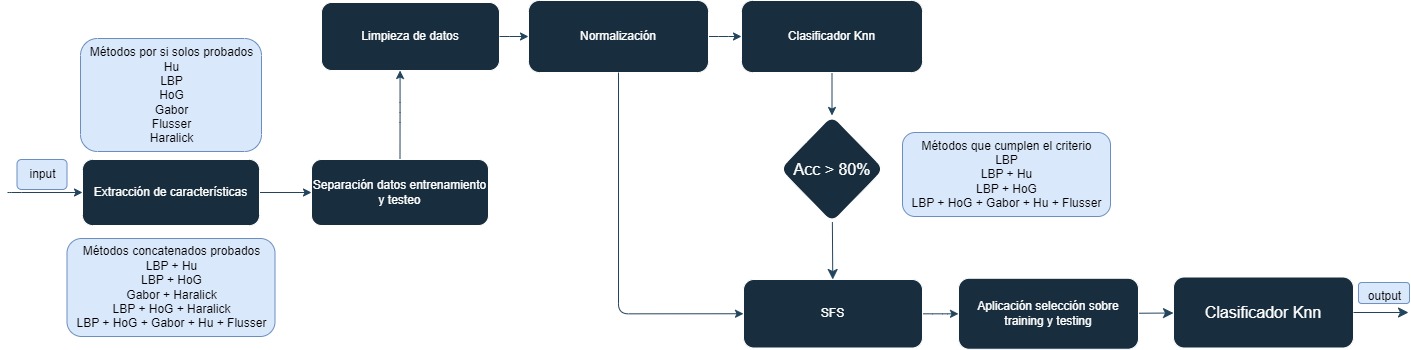 Métodos por si solos probados
Hu
LBP
HoG
Gabor
Flusser
Haralick
input
Extracción de características
Métodos concatenados probados
LBP + Hu
LBP + HoG
Gabor + Haralick
LBP + HoG + Haralick
LBP + HoG + Gabor + Hu + Flusser
Separación datos entrenamiento
y testeo
Limpieza de datos
Normalización
Clasificador Knn
Acc > 80%
Métodos que cumplen el criterio
LBP
LBP + Hu
LBP + HoG
LBP + HoG + Gabor + Hu + Flusser
SFS
Aplicación selección sobre
training y testing
Clasificador Knn
output